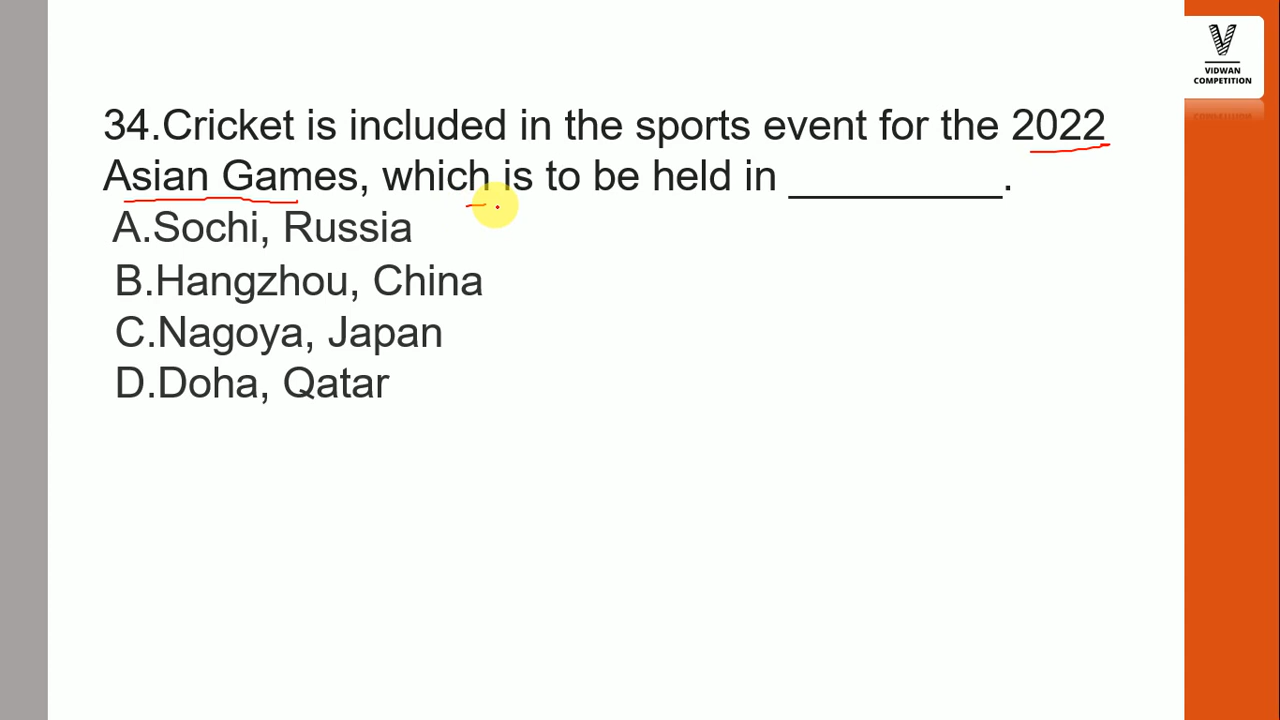 34.Cricket is included in the sports event for the 2022
Asian Games, which is to be held in __________.
A.Sochi, Russia
B.Hangzhou, China
C.Nagoya, Japan
D.Doha, Qatar
VIDWAN
COMPETITION